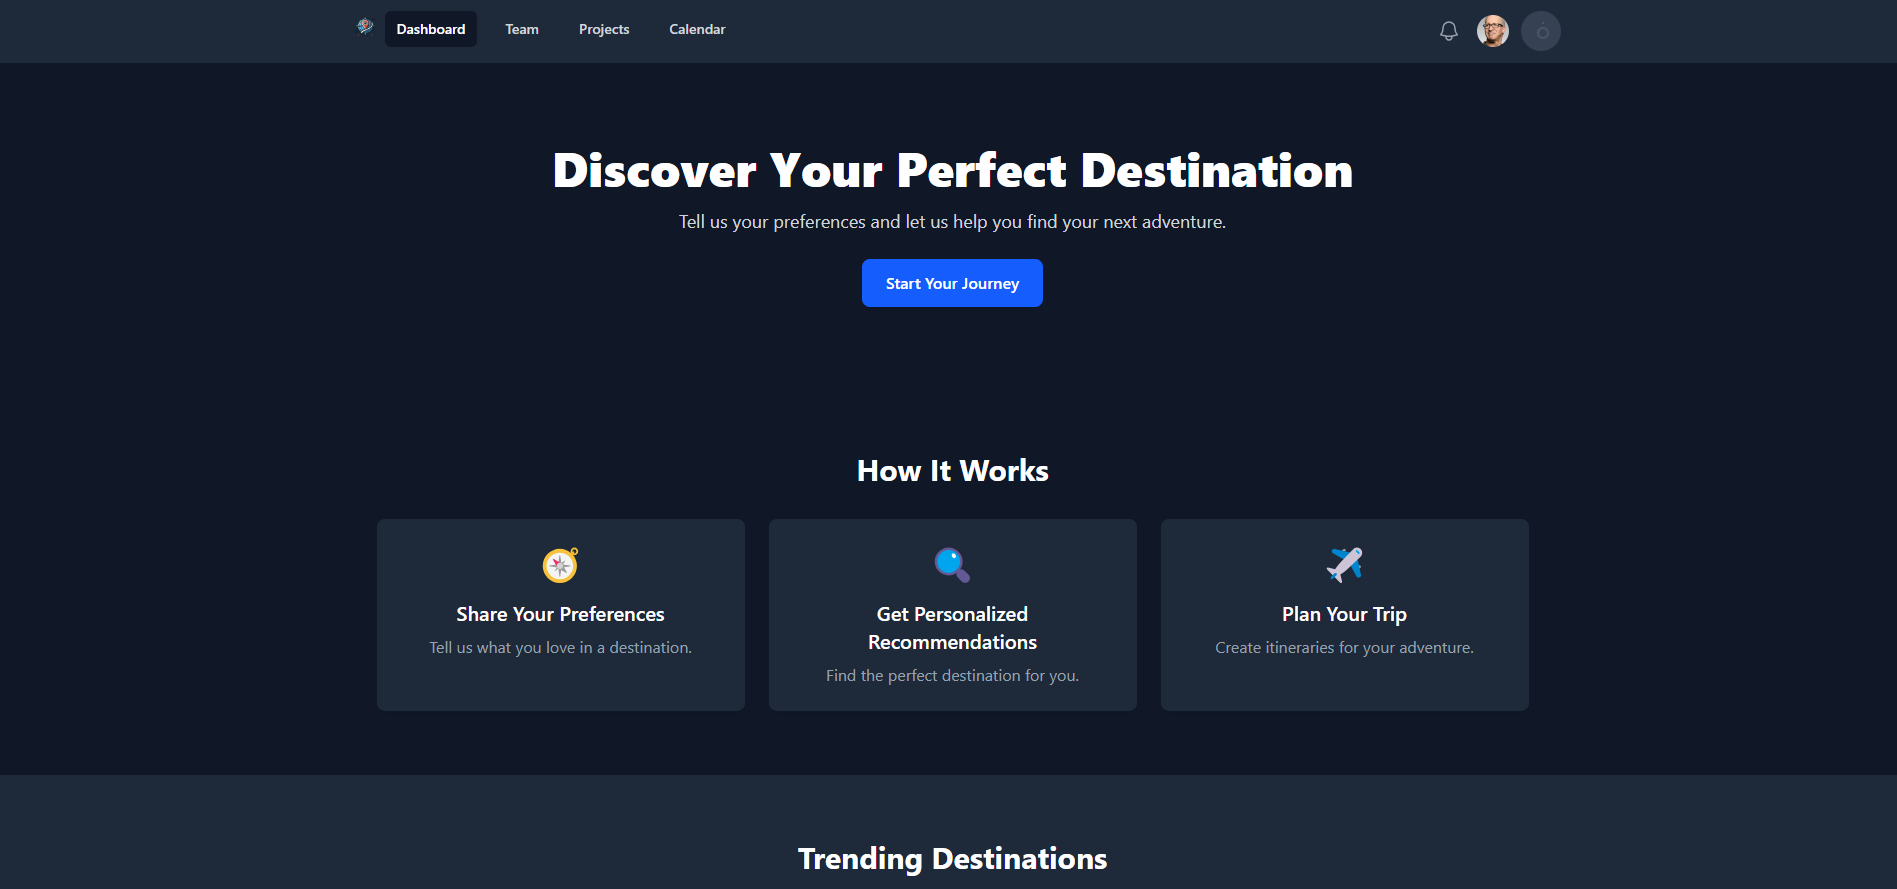 Dashboard Team Projects Calendar
Discover Your Perfect Destination
Tell us your preferences and let us help you find your next adventure.
Start Your Journey
How It Works
Share Your Preferences
Tell us what you love in a destination.
Get Personalized
Recommendations
Find the perfect destination for you.
Plan Your Trip
Create itineraries for your adventure.
Trending Destinations